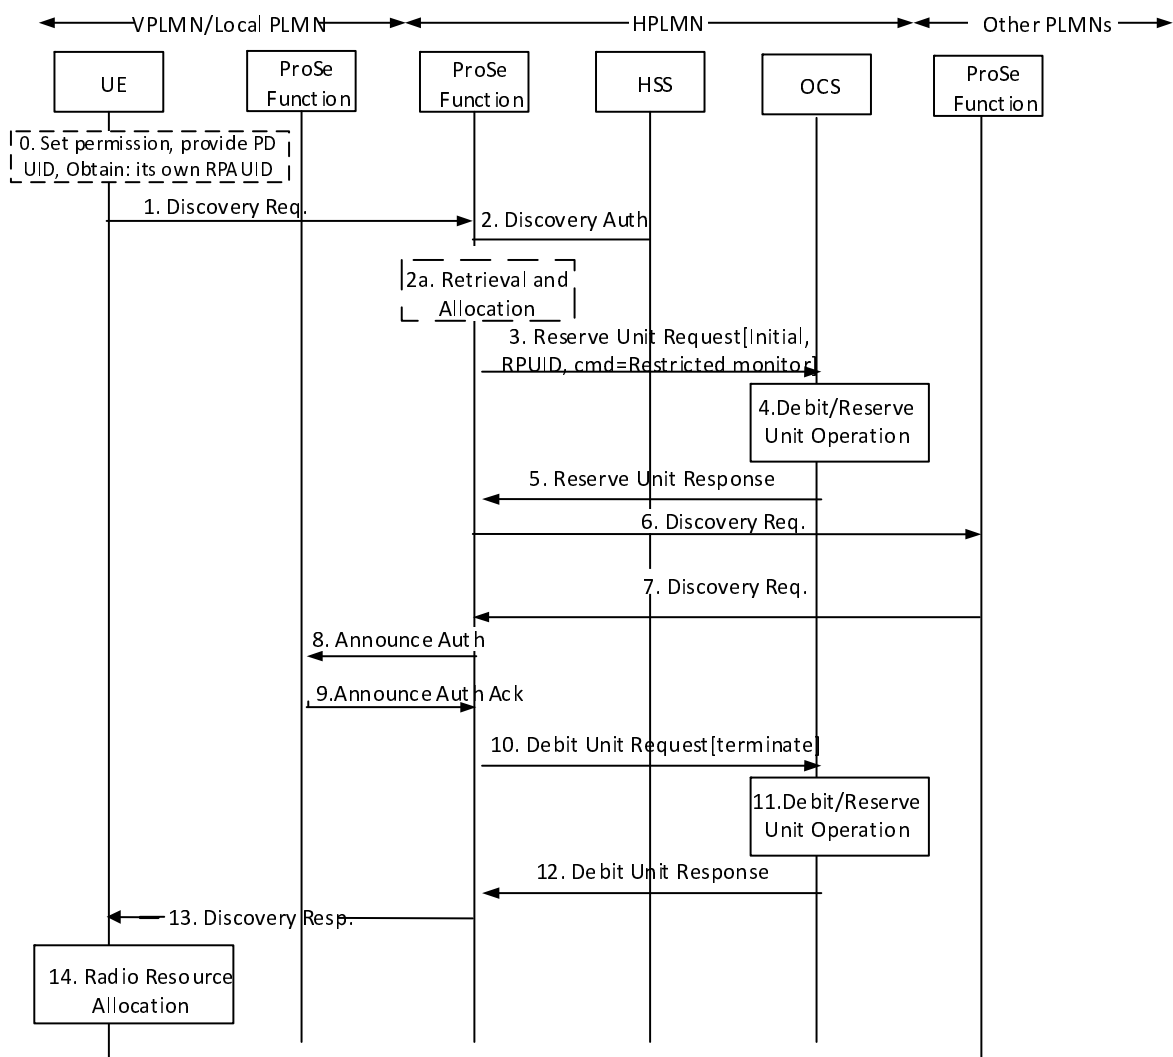 VPLMN/Local PLMN
HPLMN
Other PLMNs
UE
ProSe
Function
ProSe
Function
HSS
OCS
ProSe
Function
0. Set permission, provide PD
UID, Obtain: its own RPAUID
1. Discovery Req.
2. Discovery Auth
2a. Retrieval and
Allocation
3. Reserve Unit Request[Initial,
RPUID, cmd=Restricted monitor]
4.Debit/Reserve
Unit Operation
5. Reserve Unit Response
6. Discovery Req.
7. Discovery Req.
8. Announce Auth
9.Announce Auth Ack
10. Debit Unit Request[terminate]
11.Debit/Reserve
Unit Operation
12. Debit Unit Response
13. Discovery Resp.
14. Radio Resource
Allocation